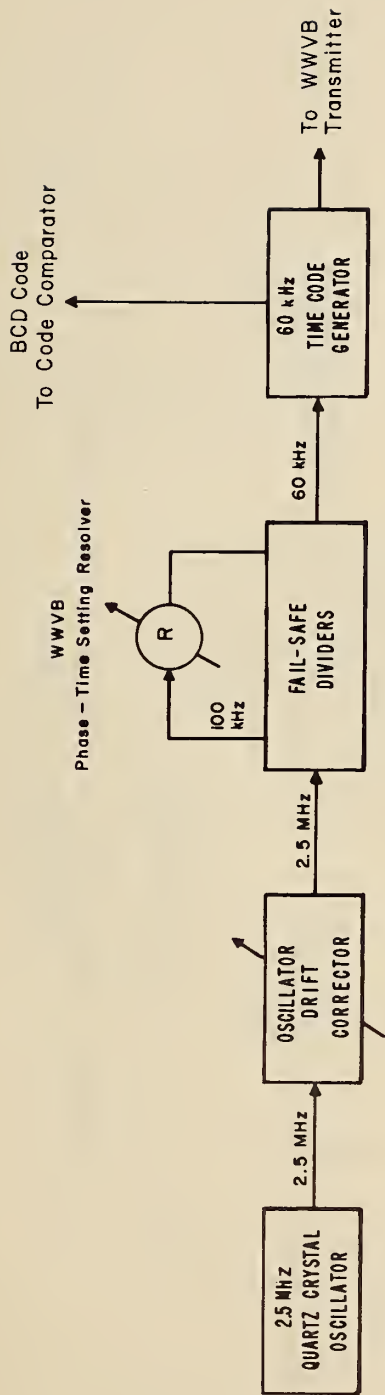 2.5 MHz
QUARTZ CRYSTAL
OSCILLATOR
2.5 MHz
OSCILLATOR
DRIFT
CORRECTOR
2.5 MHz
FAIL-SAFE
DIVIDERS
100
kHz
R
WWVB
Phase-Time Setting Resolver
60 kHz
60 kHz
TIME CODE
GENERATOR
BCD Code
To Code Comparator
To WWVB
Transmitter